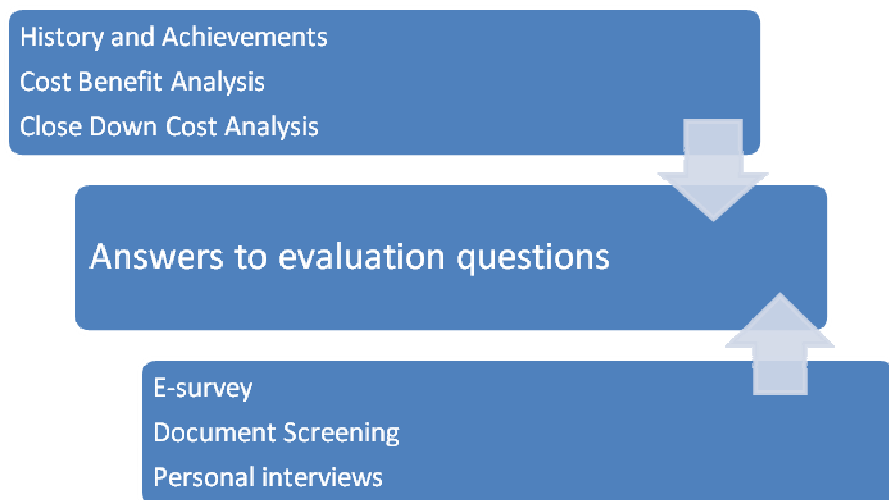 History and Achievements
Cost Benefit Analysis
Close Down Cost Analysis
Answers to evaluation questions
E-survey
Document Screening
Personal interviews